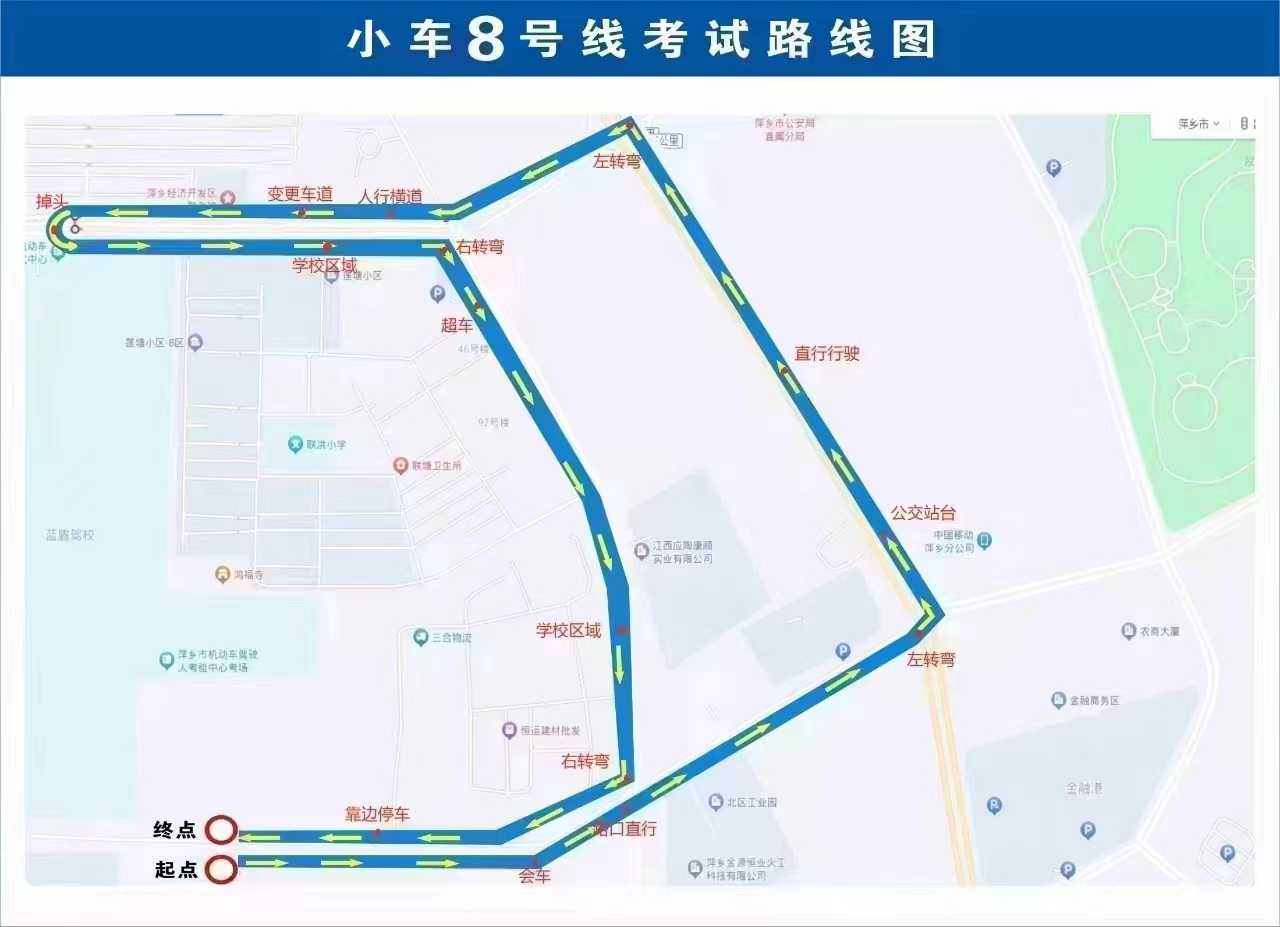 小车8号线考试路线图
萍乡市公安局
直属分局
萍乡市
公里
左转弯
萍乡经济开发区
变更车道
人行横道
掉头
右转弯
学校区域
莲塘小区
超车
莲塘小区-B区
46号楼
直行行驶
92号楼
联洪小学
联塘卫生所
公交站台
蓝盾驾校
江西应陶康顺
实业有限公司
中国移动
萍乡分公司
鸿福寺
学校区域
三合物流
农商大厦
萍乡市机动车驾驶
人考验中心考场
左转弯
金融商务区
恒运建材批发
右转弯
金融港
北区工业园
靠边停车
终点
路口直行
起点
会车
萍乡金源恒业火工
科技有限公司